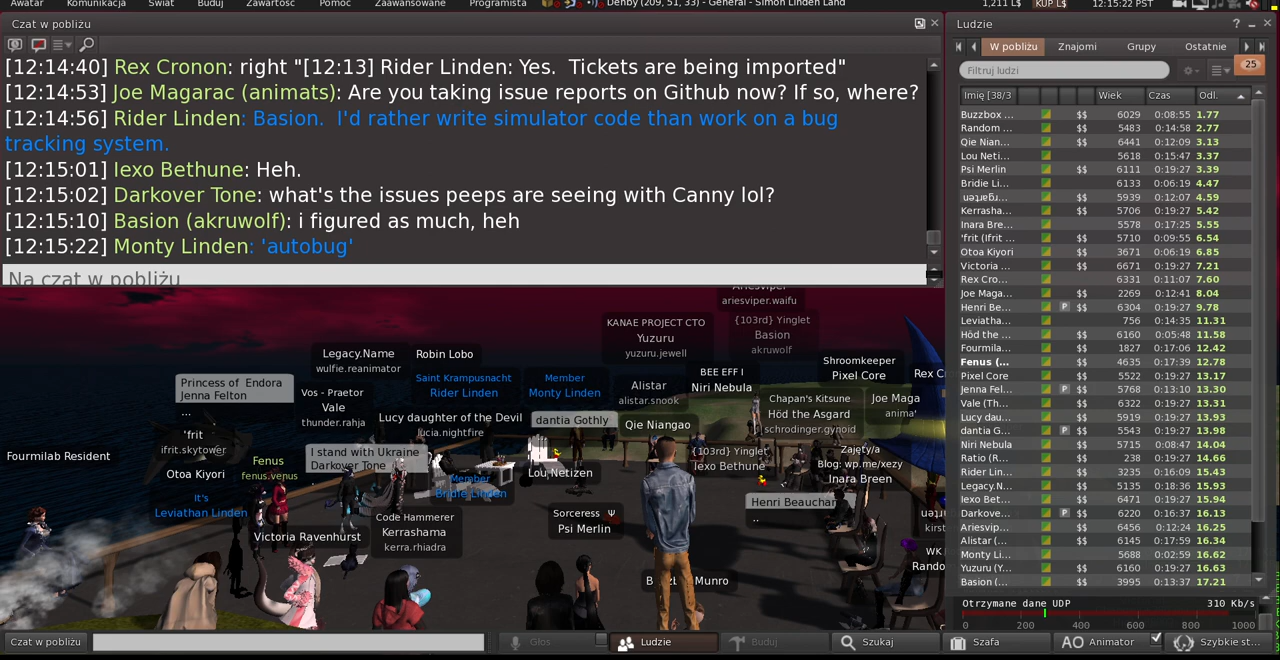 Awatar Komunikacja Świat Buduj Zawartość Pomoc Zaawansowane Programista Denby (209, 51, 33) - General - Simon Linden Land 1,211 L$ KUP L$ 12:15:22 PST
Czat w pobliżu
[12:14:40] Rex Cronon: right "[12:13] Rider Linden: Yes.  Tickets are being imported"
[12:14:53] Joe Magarac (animats): Are you taking issue reports on Github now? If so, where?
[12:14:56] Rider Linden: Basion.  I'd rather write simulator code than work on a bug
tracking system.
[12:15:01] Iexo Bethune: Heh.
[12:15:02] Darkover Tone: what's the issues peeps are seeing with Canny lol?
[12:15:10] Basion (akruwolf): i figured as much, heh
[12:15:22] Monty Linden: 'autobug'
Na czat w pobliżu
Ariesviper
ariesviper.waifu
KANAE PROJECT CTO
Yuzuru
yuzuru.jewell
{103rd} Yinglet
Basion
akruwolf
Legacy.Name
wulfie.reanimator
Robin Lobo
Shroomkeeper
Pixel Core
Rex C
BEE EFF I
Niri Nebula
Princess of Endora
Jenna Felton
...
Saint Krampusnacht
Rider Linden
Member
Monty Linden
Alistar
alistar.snook
Vos - Praetor
Vale
thunder.rahja
Chapan's Kitsune
Höd the Asgard
schrodinger.gynoid
Joe Maga
anima'
Lucy daughter of the Devil
lucia.nightfire
dantia Gothly
Qie Niangao
'frit
ifrit.skytower
Fourmilab Resident
I stand with Ukraine
Darkover Tone
Fenus
fenus.venus
Otoa Kiyori
Lou Netizen
{103rd} Yinglet
Iexo Bethune
Zajęty/a
Blog: wp.me/xezy
Inara Breen
Member
Bridie Linden
It's
Leviathan Linden
Henri Beauchar
..
Code Hammerer
Kerrashama
kerra.rhiadra
Sorceress Ψ
Psi Merlin
Victoria Ravenhurst
kirst
WK
Rando
Munro
Ludzie
W pobliżu Znajomi Grupy Ostatnie
Filtruj ludzi 25
Imię [38/3 Wiek Czas Odl.
Buzzbox ... $$ 6029 0:08:55 1.77
Random ... $$ 5483 0:14:58 2.77
Qie Nian... $$ 6441 0:12:09 3.13
Lou Neti... 5618 0:15:47 3.37
Psi Merlin $$ 6111 0:19:27 3.39
Bridie Li... 6133 0:06:19 4.47
$$ 5939 0:12:07 4.59
Kerrasha... $$ 5706 0:19:27 5.42
Inara Bre... 5578 0:17:25 5.55
'frit (Ifrit ... $$ 5710 0:09:55 6.54
Otoa Kiyori $$ 3671 0:06:19 6.85
Victoria ... $$ 6671 0:19:27 7.21
Rex Cro... 6331 0:11:07 7.60
Joe Maga... $$ 2269 0:12:41 8.04
Henri Be... P $$ 6304 0:19:27 9.78
Leviatha... 756 0:14:35 11.31
Höd the ... $$ 6160 0:05:48 11.58
Fourmila... $$ 1827 0:17:06 12.42
Fenus (... $$ 4635 0:17:39 12.78
Pixel Core $$ 5522 0:19:27 13.17
Jenna Fel... P $$ 5768 0:13:10 13.30
Vale (Th... $$ 6322 0:19:27 13.31
Lucy dau... $$ 5919 0:19:27 13.93
dantia G... P $$ 5543 0:19:27 13.98
Niri Nebula $$ 5715 0:08:47 14.04
Ratio (R... $$ 238 0:19:27 14.66
Rider Lin... $$ 3235 0:16:09 15.43
Legacy.N... $$ 5135 0:18:36 15.93
Iexo Bet... $$ 6471 0:19:27 15.94
Darkove... P $$ 6220 0:16:37 16.13
Ariesvip... $$ 6456 0:12:24 16.25
Alistar (... $$ 6145 0:17:59 16.34
Monty Li... 5688 0:02:59 16.62
Yuzuru (Y... $$ 6160 0:19:27 16.63
Basion (... $$ 3995 0:13:37 17.21
Otrzymane dane UDP 310 Kb/s
0 200 400 600 800 1000
Czat w pobliżu Głos Ludzie Buduj Szukaj Szafa AO Animator Szybkie st...